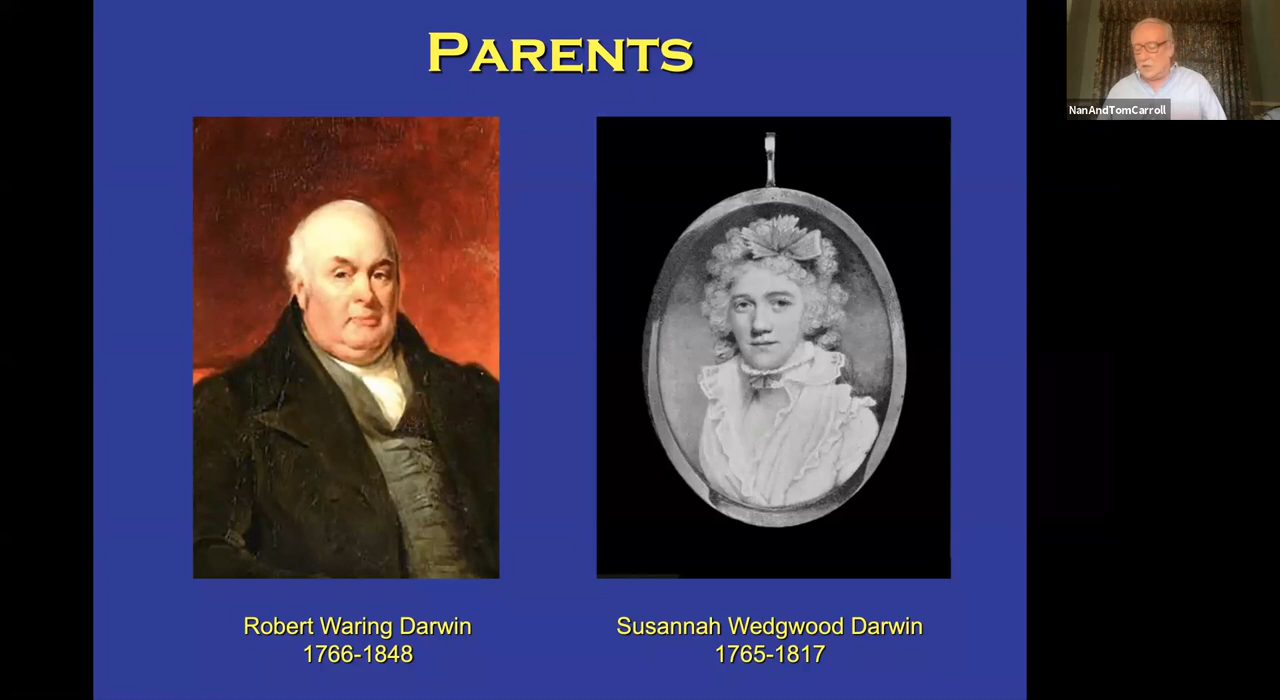 PARENTS
NanAndTomCarroll
Robert Waring Darwin
1766-1848
Susannah Wedgwood Darwin
1765-1817